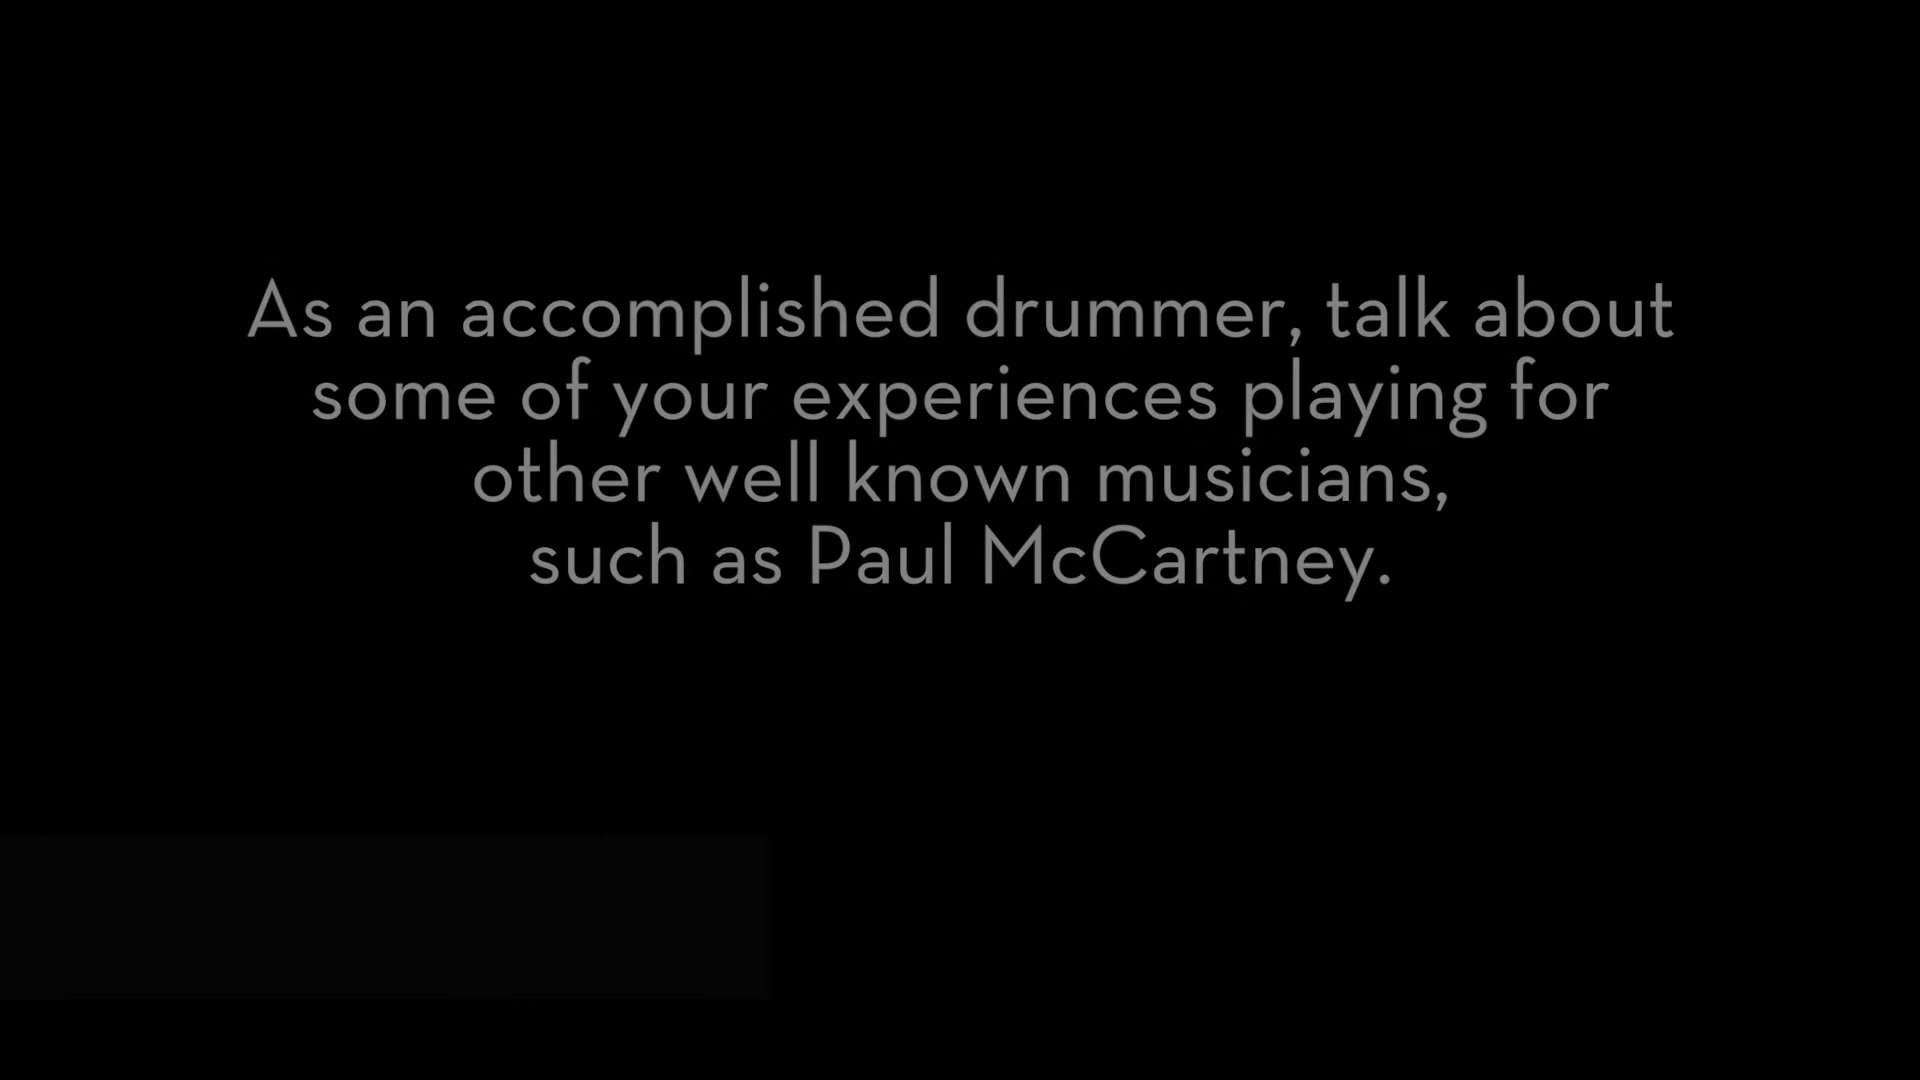 As an accomplished drummer, talk about
some of your experiences playing for
other well known musicians,
such as Paul McCartney.